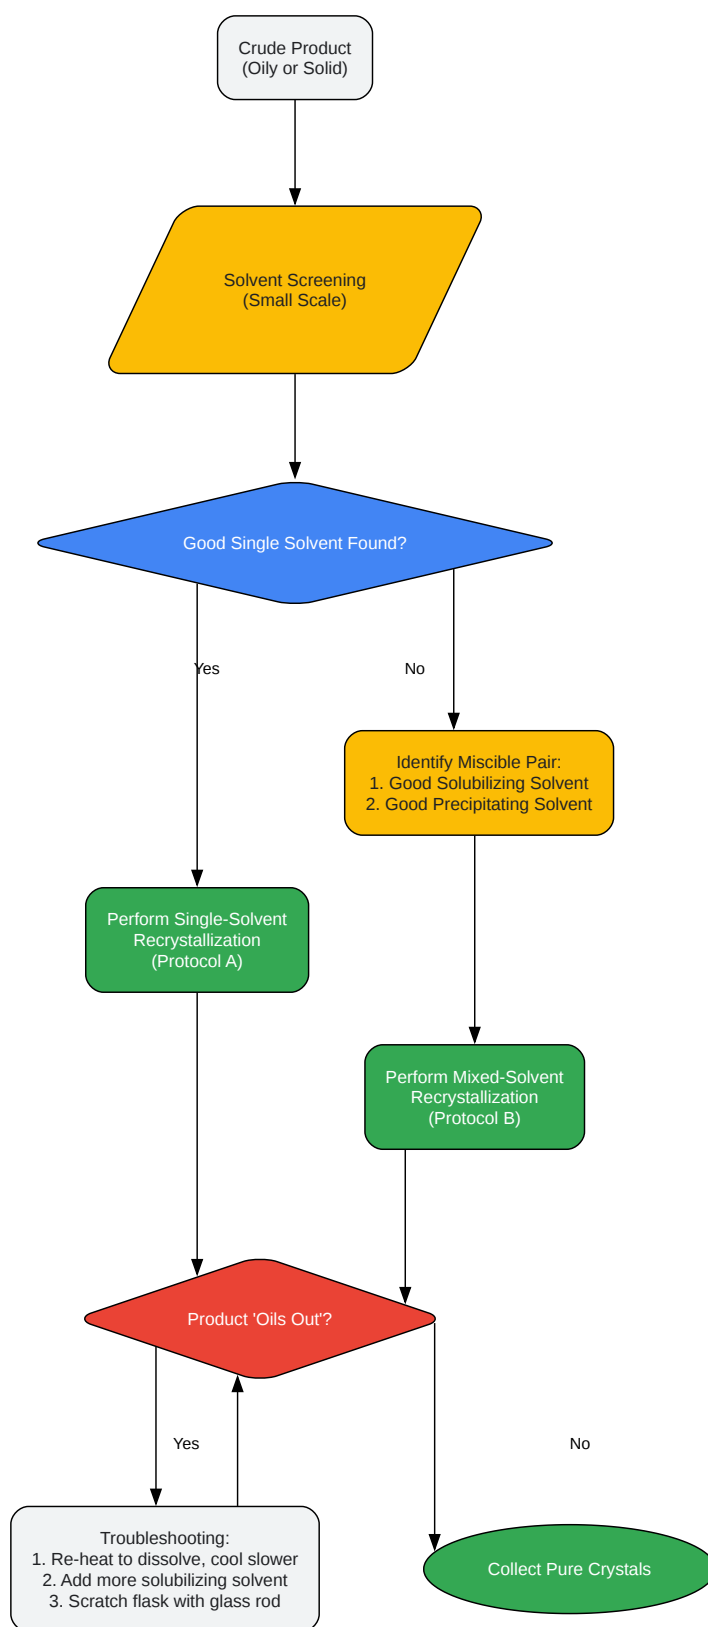 Crude Product
(Oily or Solid)
Solvent Screening
(Small Scale)
Good Single Solvent Found?
Yes
No
Identify Miscible Pair:
1. Good Solubilizing Solvent
2. Good Precipitating Solvent
Perform Single-Solvent
Recrystallization
(Protocol A)
Perform Mixed-Solvent
Recrystallization
(Protocol B)
Product 'Oils Out'?
Yes
No
Troubleshooting:
1. Re-heat to dissolve, cool slower
2. Add more solubilizing solvent
3. Scratch flask with glass rod
Collect Pure Crystals